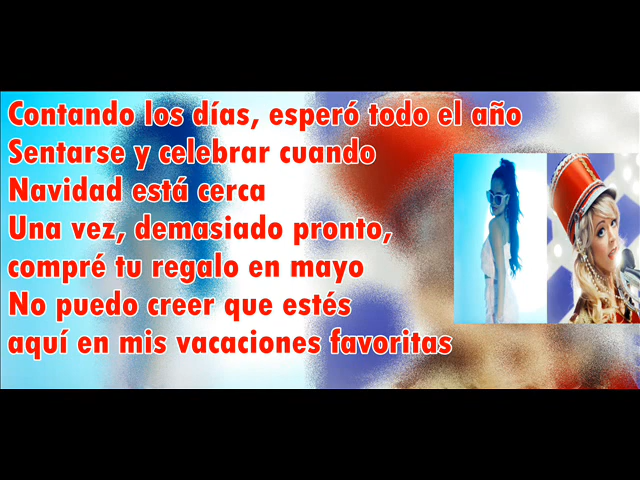 Contando los días, esperó todo el año
Sentarse y celebrar cuando
Navidad está cerca
Una vez, demasiado pronto,
compré tu regalo en mayo
No puedo creer que estés
aquí en mis vacaciones favoritas